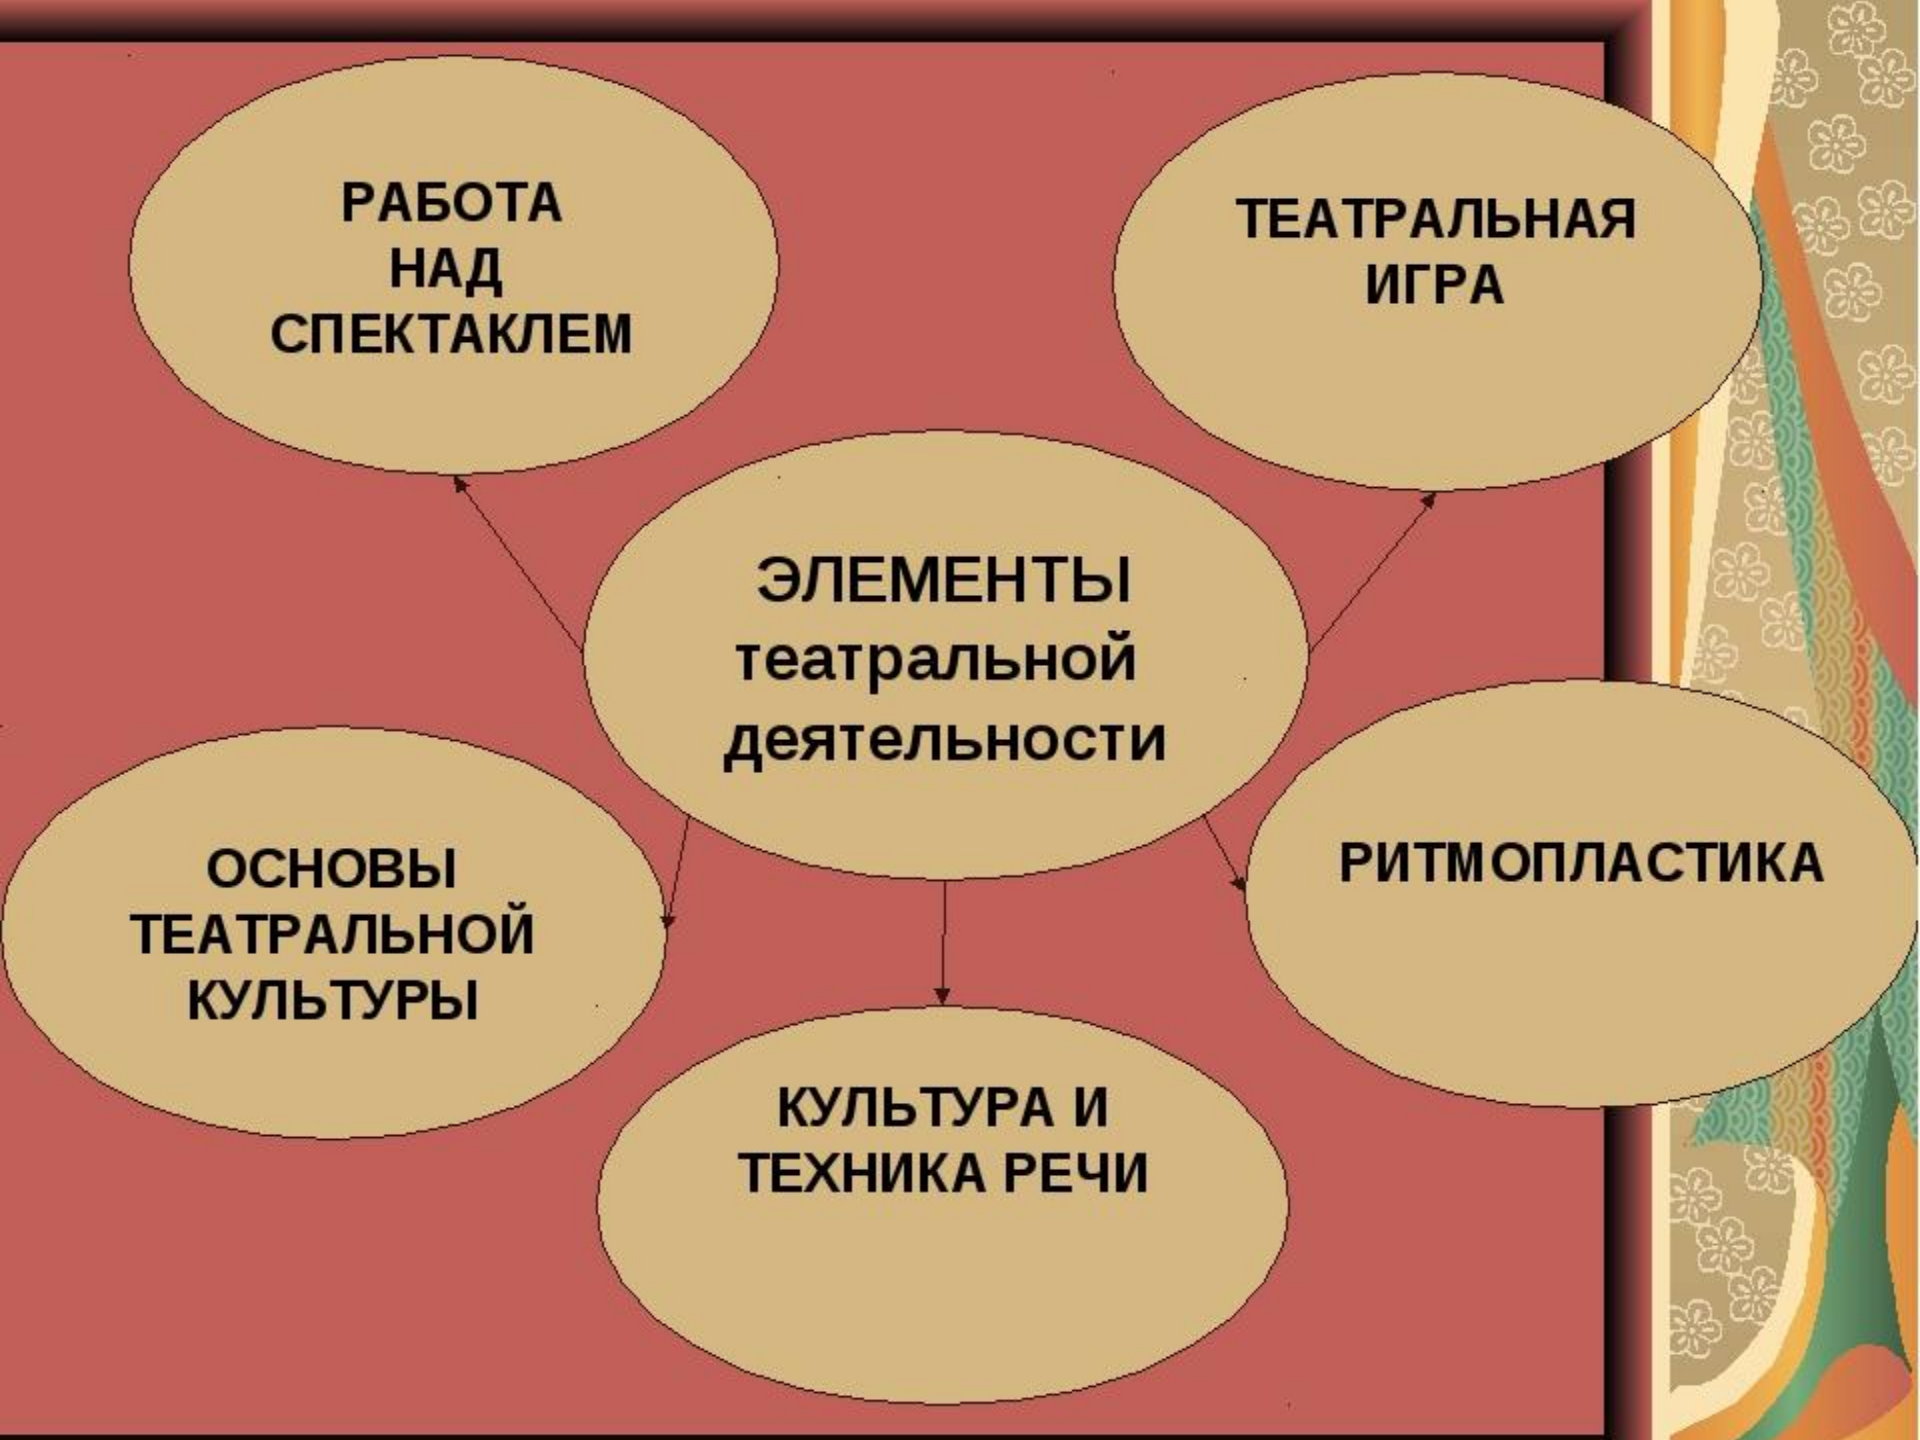 РАБОТА
НАД
СПЕКТАКЛЕМ
ТЕАТРАЛЬНАЯ
ИГРА
ЭЛЕМЕНТЫ
театральной
деятельности
ОСНОВЫ
ТЕАТРАЛЬНОЙ
КУЛЬТУРЫ
РИТМОПЛАСТИКА
КУЛЬТУРА И
ТЕХНИКА РЕЧИ